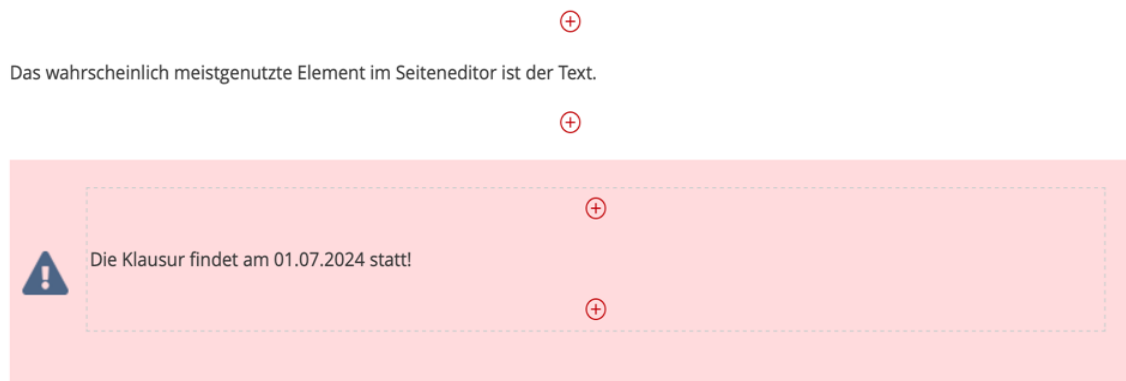 Das wahrscheinlich meistgenutzte Element im Seiteneditor ist der Text.
Die Klausur findet am 01.07.2024 statt!